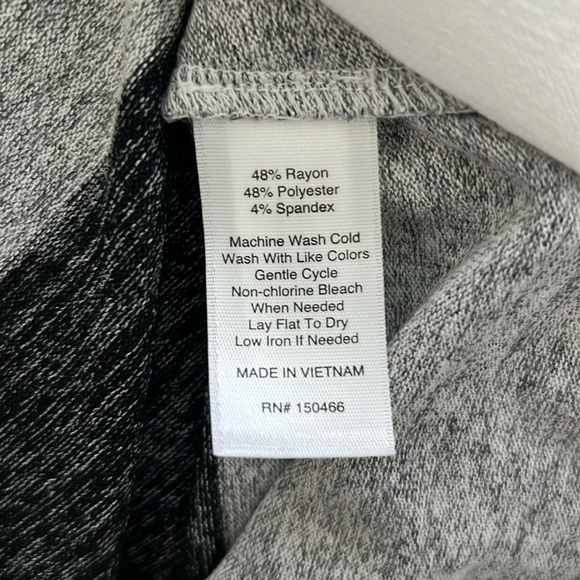 48% Rayon
48% Polyester
4% Spandex
Machine Wash Cold
Wash With Like Colors
Gentle Cycle
Non-chlorine Bleach
When Needed
Lay Flat To Dry
Low Iron If Needed
MADE IN VIETNAM
RN# 150466